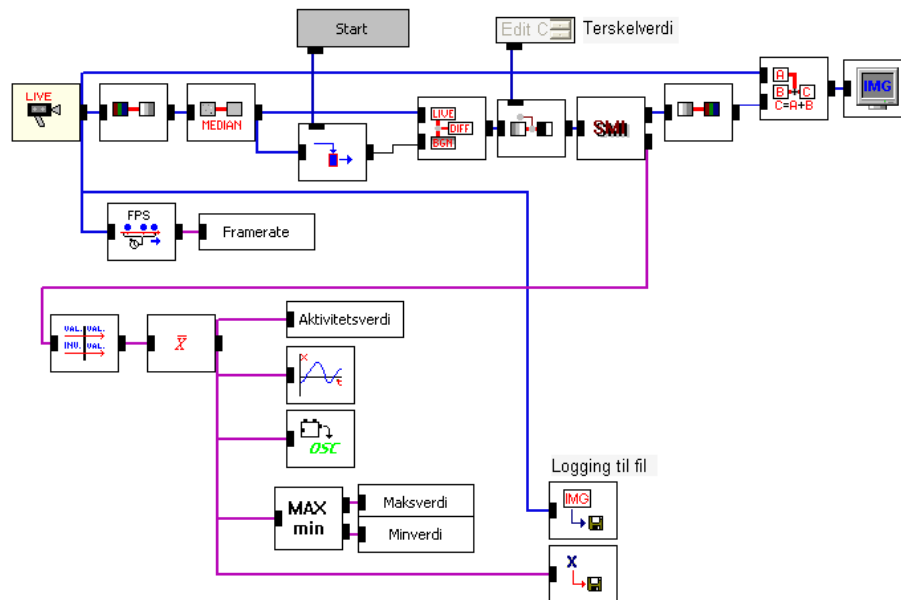 Start
Edit C
Terskelverdi
LIVE
MEDIAN
LIVE
DIFF
BGN
SMI
A
B
C
C=A+B
IMG
FPS
Framerate
VAL. VAL.
INV. VAL.
X
Aktivitetsverdi
X
t
OSC
MAX
min
Maksverdi
Minverdi
Logging til fil
IMG
X